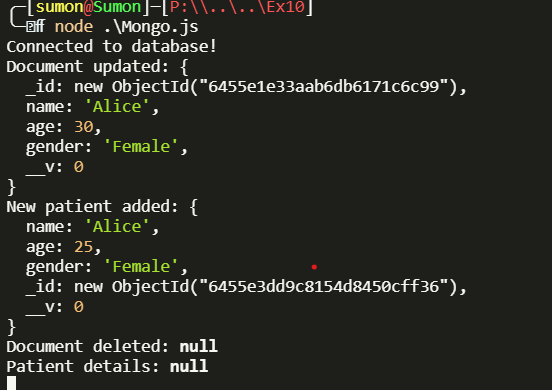 [sumon@Sumon]-[P:\\..\..\Ex10]
node .\Mongo.js
Connected to database!
Document updated: {
  _id: new ObjectId("6455e1e33aab6db6171c6c99"),
  name: 'Alice',
  age: 30,
  gender: 'Female',
  __v: 0
}
New patient added: {
  name: 'Alice',
  age: 25,
  gender: 'Female',
  _id: new ObjectId("6455e3dd9c8154d8450cff36"),
  __v: 0
}
Document deleted: null
Patient details: null